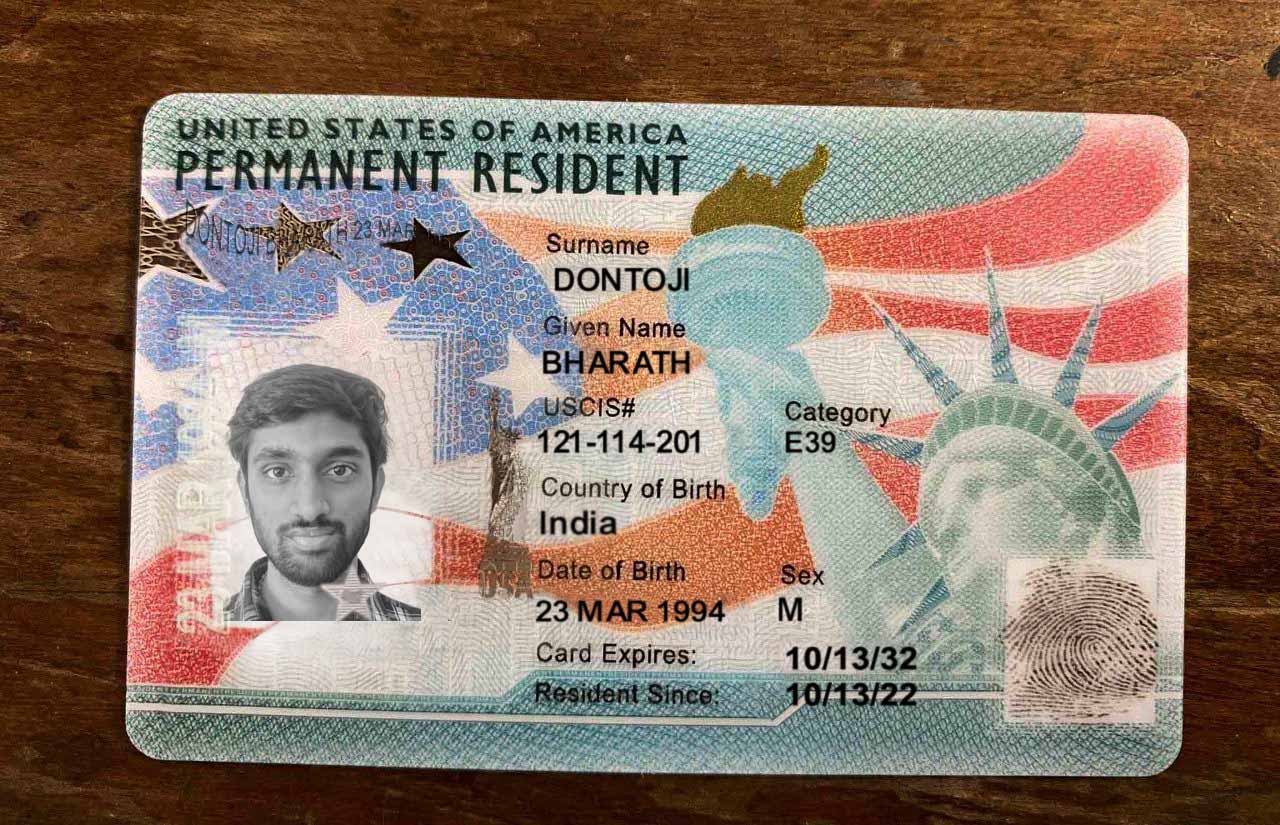 UNITED STATES OF AMERICA
PERMANENT RESIDENT
DONTOJI BHARATH 23 MAR
Surname
DONTOJI
Given Name
BHARATH
USCIS#
121-114-201
Category
E39
Country of Birth
India
Date of Birth
23 MAR 1994
Sex
M
Card Expires:
10/13/32
Resident Since:
10/13/22